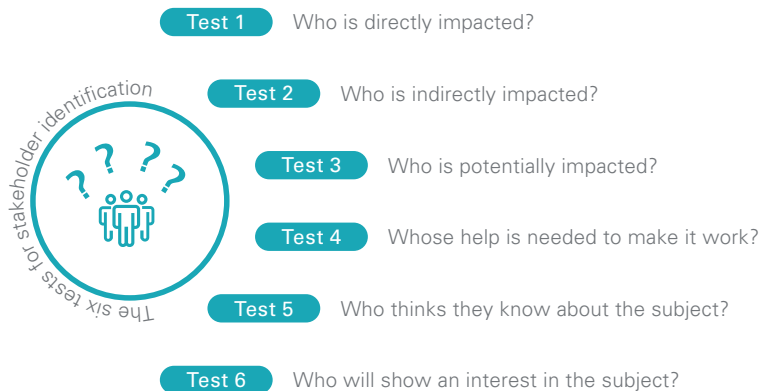 The six tests for stakeholder identification
Test 1 Who is directly impacted?
Test 2 Who is indirectly impacted?
Test 3 Who is potentially impacted?
Test 4 Whose help is needed to make it work?
Test 5 Who thinks they know about the subject?
Test 6 Who will show an interest in the subject?
? ? ? ?